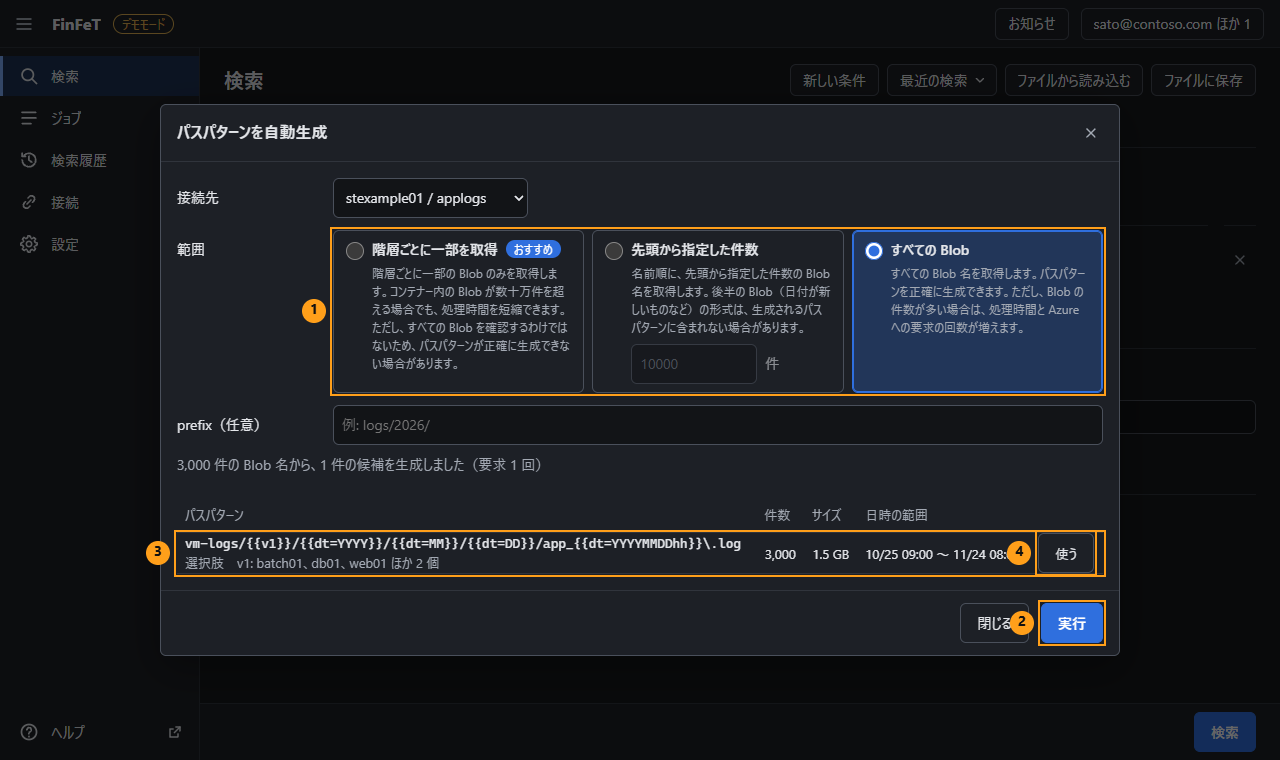 FinFeT デモモード お知らせ sato@contoso.com ほか 1
検索
ジョブ
検索履歴
接続
設定
ヘルプ
検索 新しい条件 最近の検索 ファイルから読み込む ファイルに保存
パスパターンを自動生成
接続先 stexample01 / applogs
範囲
1
階層ごとに一部を取得 おすすめ
階層ごとに一部の Blob のみを取得しま
す。コンテナー内の Blob が数十万件を超
える場合でも、処理時間を短縮できます。
ただし、すべての Blob を確認するわけでは
ないため、パスパターンが正確に生成できな
い場合があります。
先頭から指定した件数
名前順に、先頭から指定した件数の Blob
名を取得します。後半の Blob（日付が新
しいものなど）の形式は、生成されるパス
パターンに含まれない場合があります。
10000 件
すべての Blob
すべての Blob 名を取得します。パスパター
ンを正確に生成できます。ただし、Blob の
件数が多い場合は、処理時間と Azure
への要求の回数が増えます。
prefix（任意） 例: logs/2026/
3,000 件の Blob 名から、1 件の候補を生成しました（要求 1 回）
パスパターン 件数 サイズ 日時の範囲
3
vm-logs/{{v1}}/{{dt=YYYY}}/{{dt=MM}}/{{dt=DD}}/app_{{dt=YYYYMMDDhh}}\.log
選択肢 v1: batch01、db01、web01 ほか 2 個
3,000 1.5 GB 10/25 09:00 ～ 11/24 08: 4 使う
閉じる 2 実行
検索